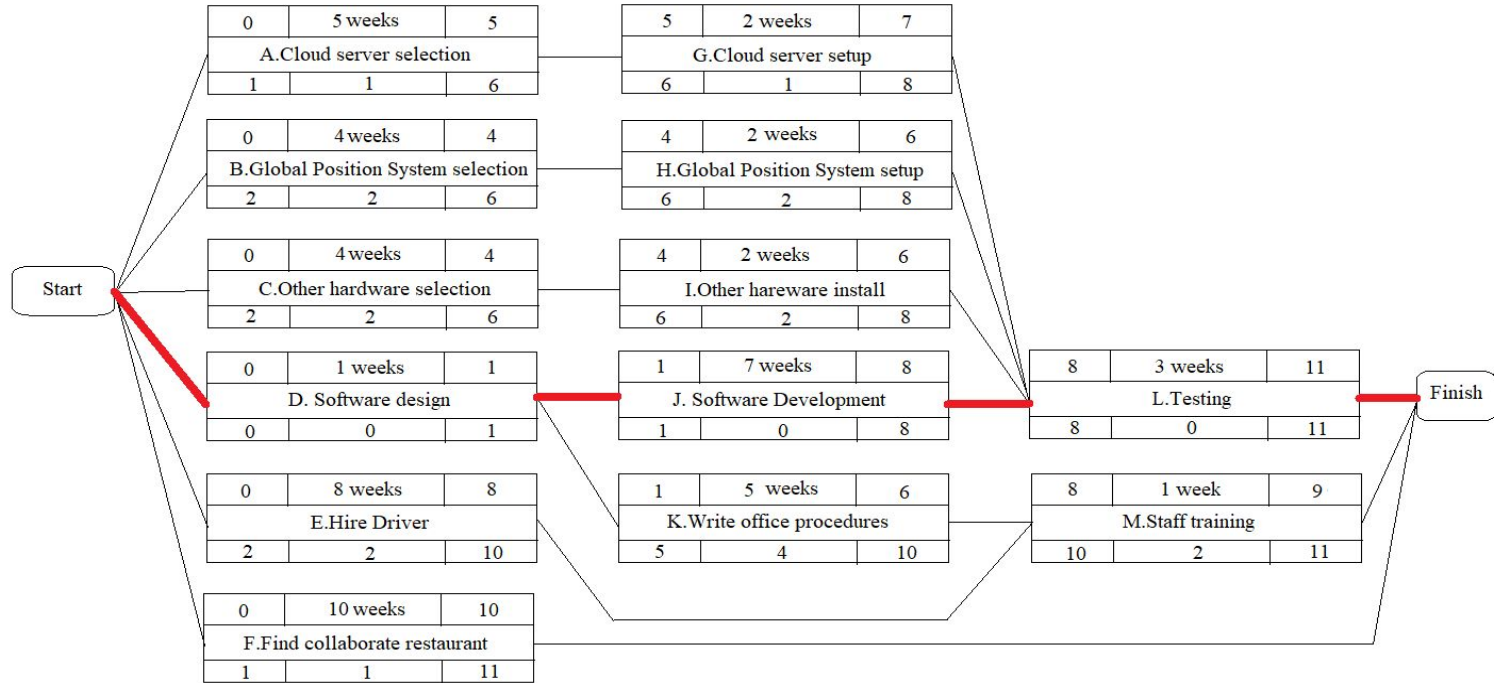 0 5 weeks 5
A.Cloud server selection
1 1 6
5 2 weeks 7
G.Cloud server setup
6 1 8
0 4 weeks 4
B.Global Position System selection
2 2 6
4 2 weeks 6
H.Global Position System setup
6 2 8
Start
0 4 weeks 4
C.Other hardware selection
2 2 6
4 2 weeks 6
I.Other hareware install
6 2 8
0 1 weeks 1
D. Software design
0 0 1
1 7 weeks 8
J. Software Development
1 0 8
8 3 weeks 11
L.Testing
8 0 11
Finish
0 8 weeks 8
E.Hire Driver
2 2 10
1 5 weeks 6
K.Write office procedures
5 4 10
8 1 week 9
M.Staff training
10 2 11
0 10 weeks 10
F.Find collaborate restaurant
1 1 11